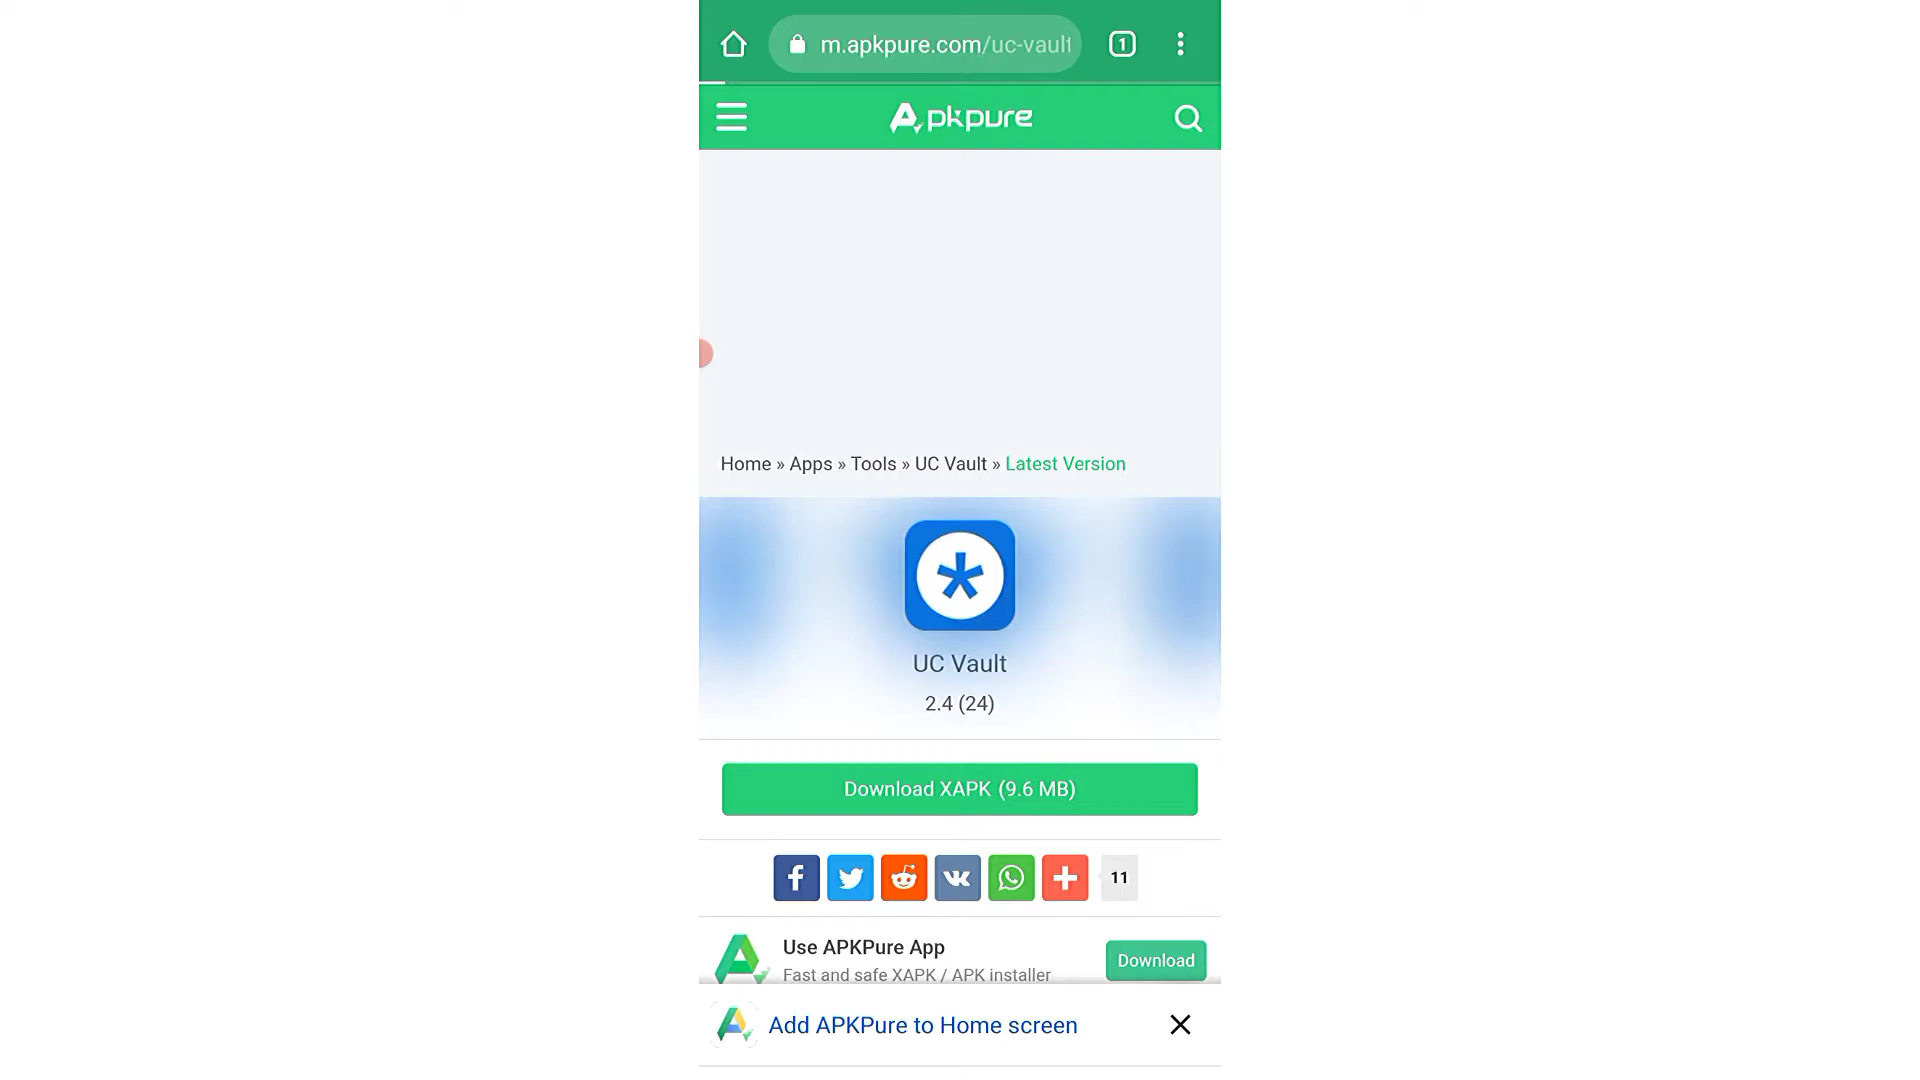 m.apkpure.com/uc-vault
1
Apkpure
Home » Apps » Tools » UC Vault » Latest Version
UC Vault
2.4 (24)
Download XAPK (9.6 MB)
11
Use APKPure App
Fast and safe XAPK / APK installer
Download
Add APKPure to Home screen